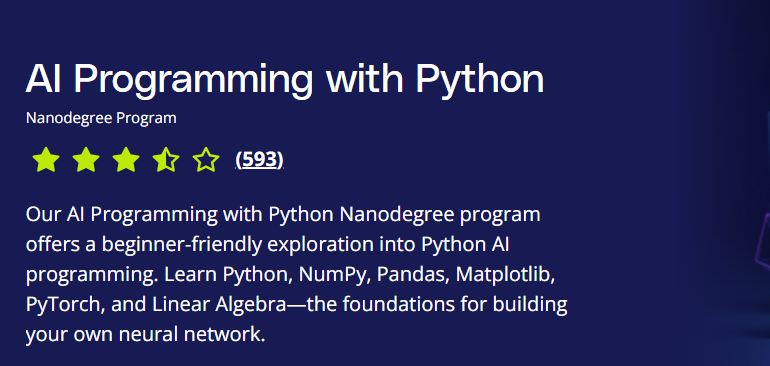 AI Programming with Python
Nanodegree Program
(593)
Our AI Programming with Python Nanodegree program
offers a beginner-friendly exploration into Python AI
programming. Learn Python, NumPy, Pandas, Matplotlib,
PyTorch, and Linear Algebra—the foundations for building
your own neural network.